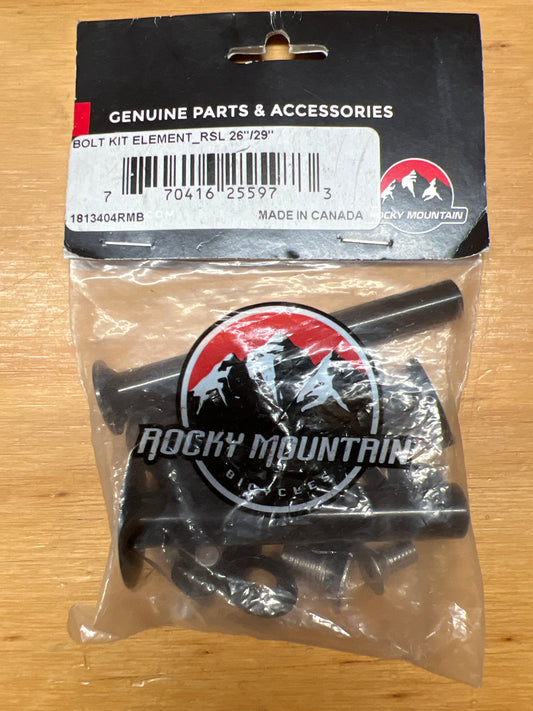 GENUINE PARTS & ACCESSORIES
BOLT KIT ELEMENT_RSL 26"/29"
7 70416 25597 3
1813404RMB
MADE IN CANADA
.COM
ROCKY MOUNTAIN
ROCKY MOUNTAIN
BICYCLES